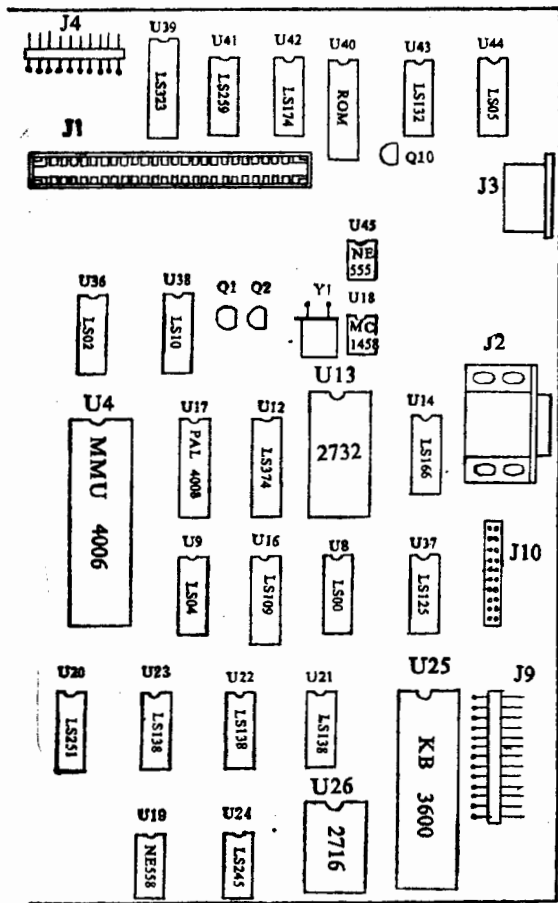 J4
U39
LS323
U41
LS259
U42
LS174
U40
ROM
U43
LS132
U44
LS05
J1
Q10
J3
U45
NE
555
U36
LS02
U38
LS10
Q1
Q2
Y1
U18
MC
1458
J2
U4
MMU 4006
U17
PAL 4008
U12
LS374
U13
2732
U14
LS166
U9
LS04
U16
LS109
U8
LS00
U37
LS125
J10
U20
LS251
U23
LS138
U22
LS138
U21
LS138
U25
KB 3600
J9
U19
NE558
U24
LS245
U26
2716